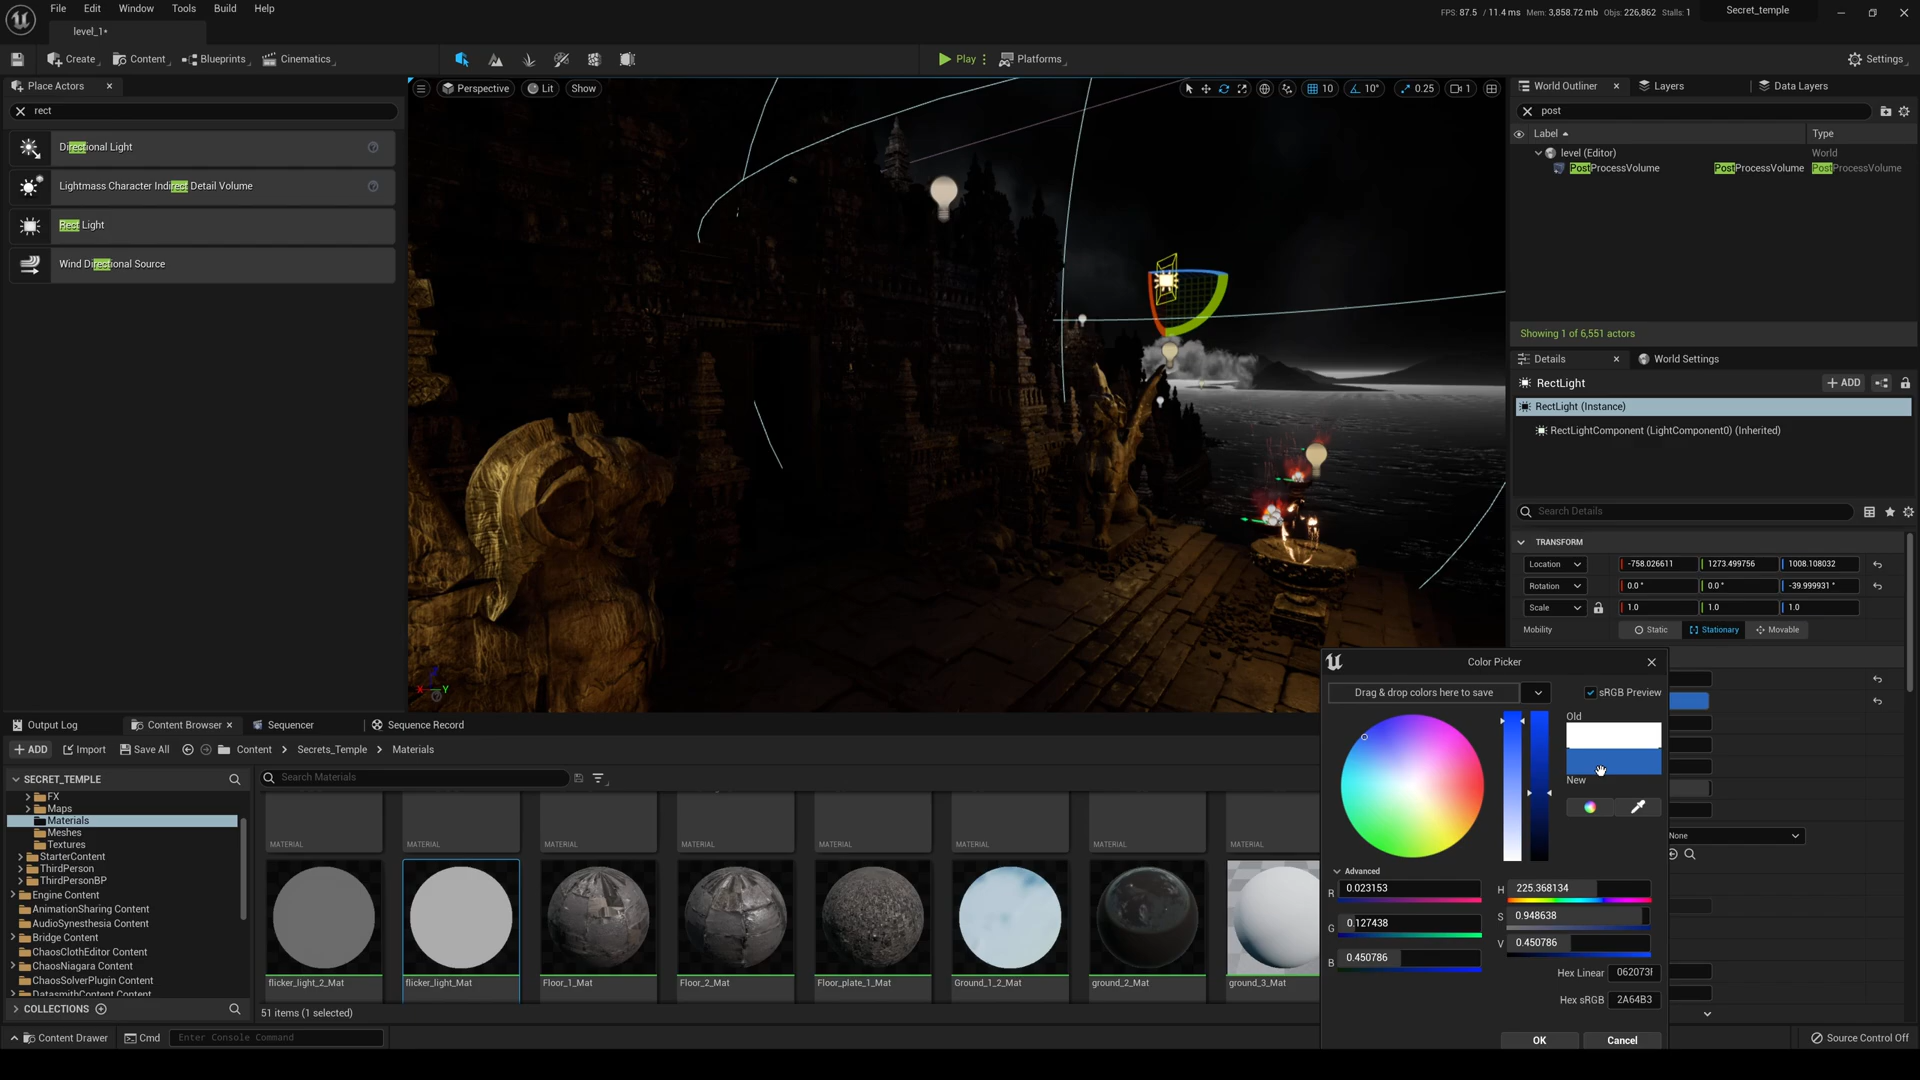 File Edit Window Tools Build Help
FPS: 87.5 / 11.4 ms Mem: 3,858.72 mb Objs: 226,862 Stalls: 1
Secret_temple
level_1*
Create Content Blueprints Cinematics
Play Platforms
Settings
Place Actors
rect
Directional Light
Lightmass Character Indirect Detail Volume
Rect Light
Wind Directional Source
Perspective Lit Show
10 10° 0.25 1
X Y
World Outliner Layers Data Layers
post
Label Type
level (Editor) World
PostProcessVolume PostProcessVolume PostProcessVolume
Showing 1 of 6,551 actors
Details World Settings
RectLight
ADD
RectLight (Instance)
RectLightComponent (LightComponent0) (Inherited)
Search Details
TRANSFORM
Location -758.026611 1273.499756 1008.108032
Rotation 0.0 ° 0.0 ° -39.999931 °
Scale 1.0 1.0 1.0
Mobility Static Stationary Movable
Color Picker
Drag & drop colors here to save
sRGB Preview
Old
New
None
Advanced
R 0.023153
G 0.127438
B 0.450786
H 225.368134
S 0.948638
V 0.450786
Hex Linear 062073
Hex sRGB 2A64B3
OK Cancel
Output Log Content Browser Sequencer Sequence Record
ADD Import Save All Content Secrets_Temple Materials
SECRET_TEMPLE
Search Materials
FX
Maps
Materials
Meshes
Textures
StarterContent
ThirdPerson
ThirdPersonBP
Engine Content
AnimationSharing Content
AudioSynesthesia Content
Bridge Content
ChaosClothEditor Content
ChaosNiagara Content
ChaosSolverPlugin Content
DatasmithContent Content
COLLECTIONS
MATERIAL MATERIAL MATERIAL MATERIAL MATERIAL MATERIAL MATERIAL MATERIAL
flicker_light_2_Mat flicker_light_Mat Floor_1_Mat Floor_2_Mat Floor_plate_1_Mat Ground_1_2_Mat ground_2_Mat ground_3_Mat
51 items (1 selected)
Content Drawer Cmd Enter Console Command
Source Control Off